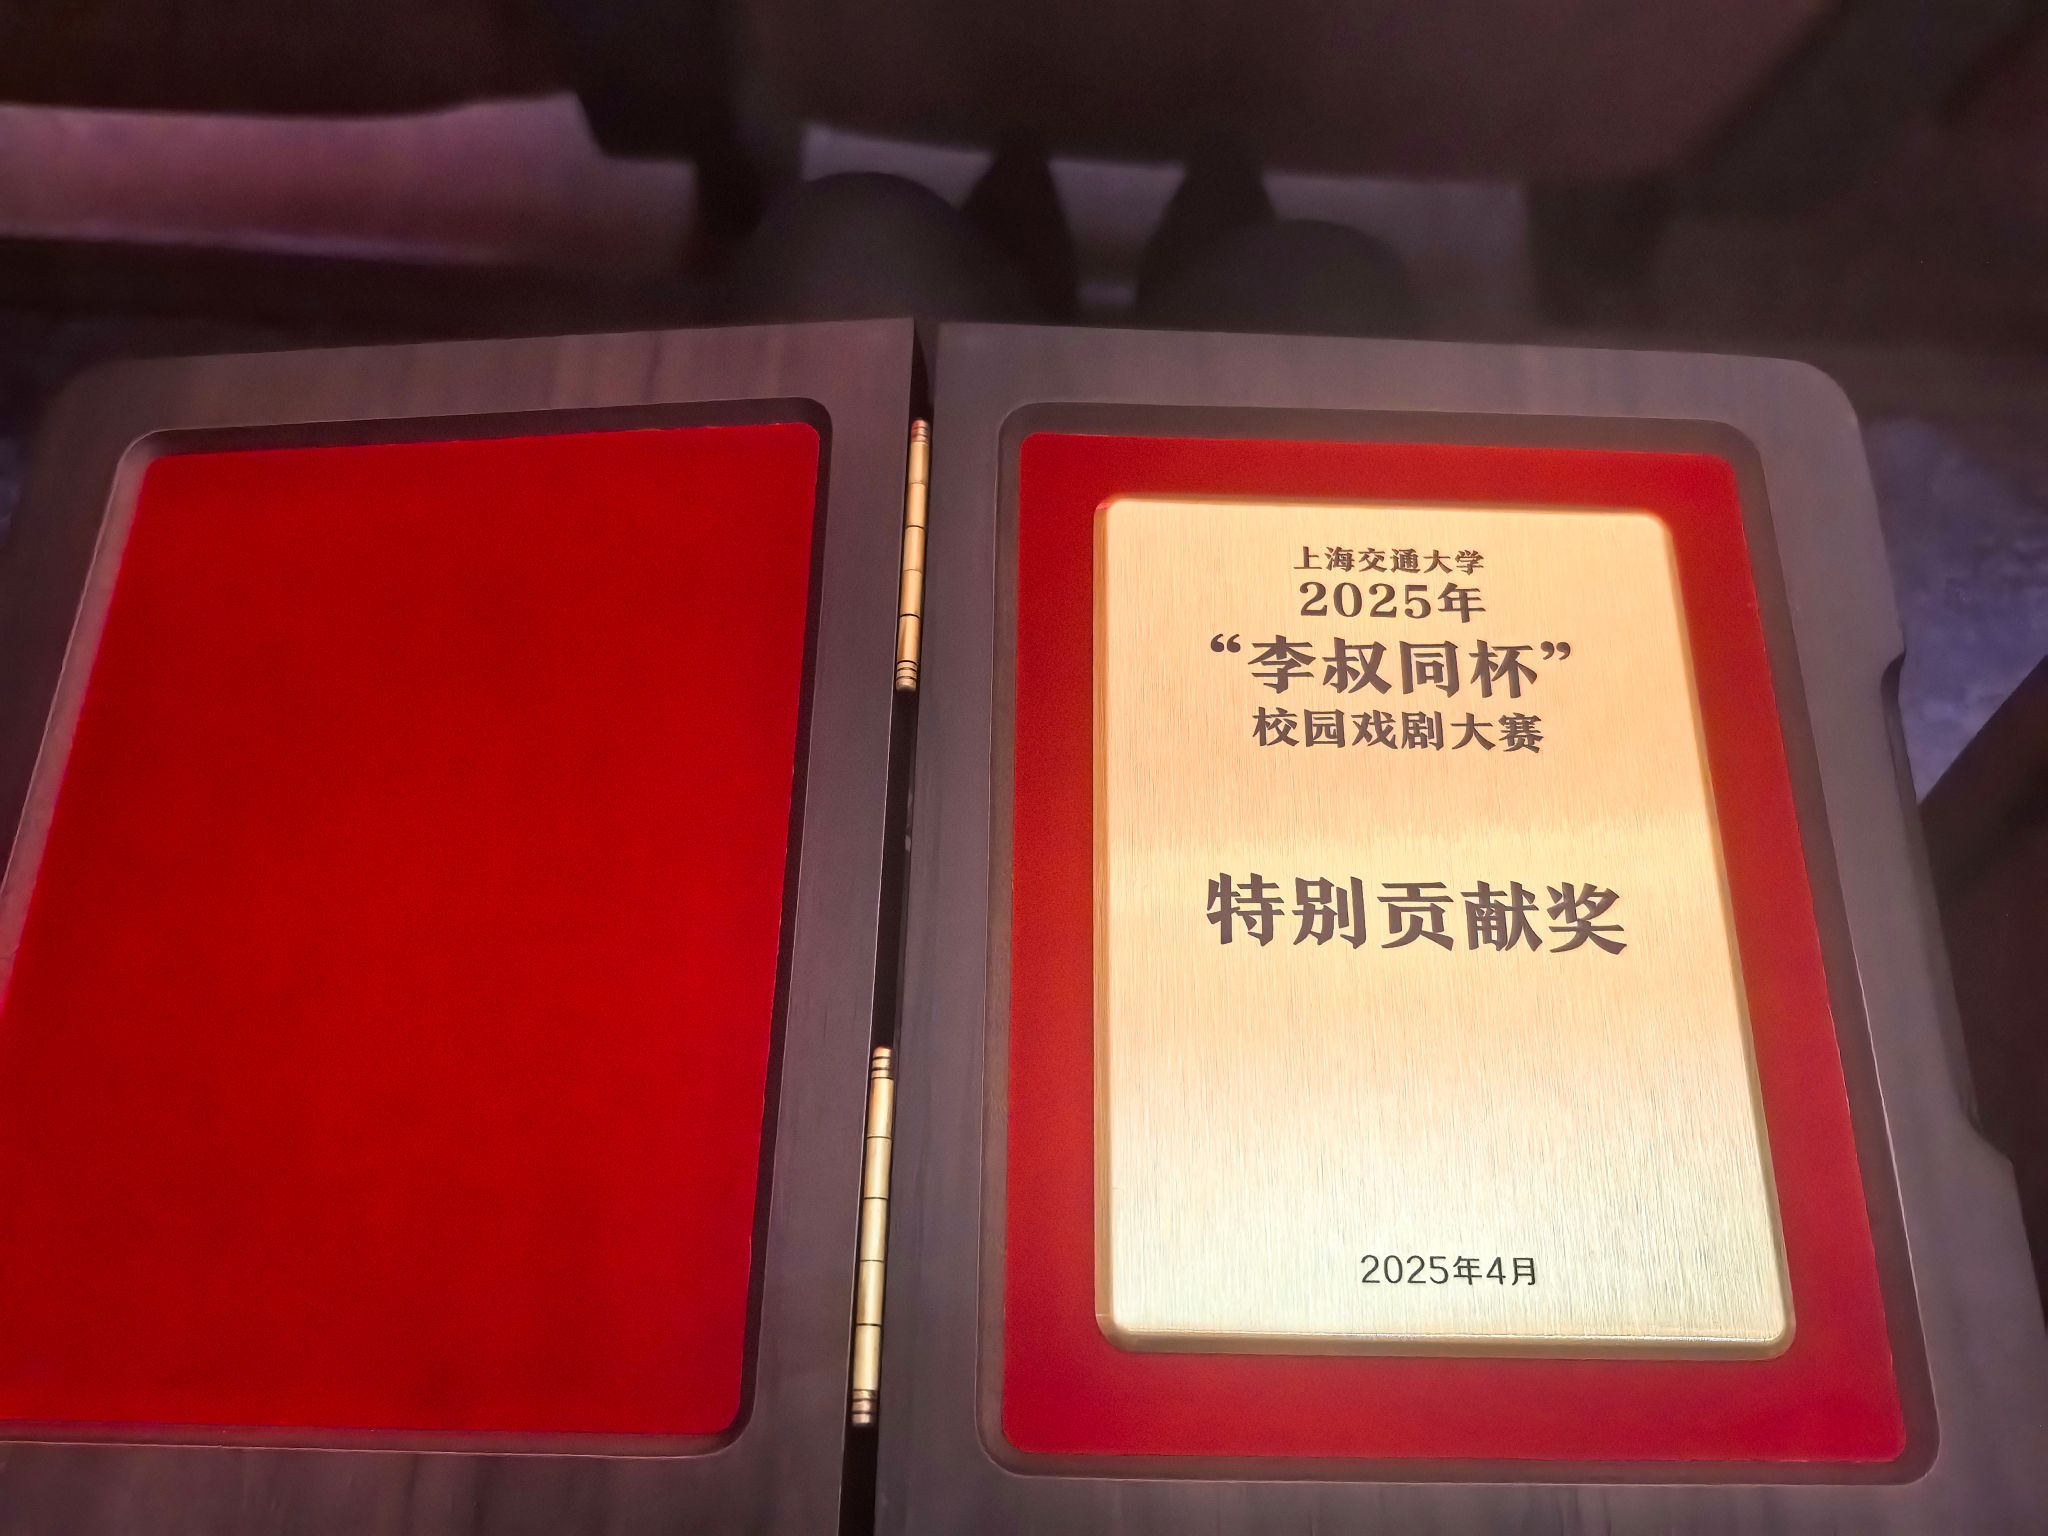 上海交通大学
2025年
“李叔同杯”
校园戏剧大赛
特别贡献奖
2025年4月